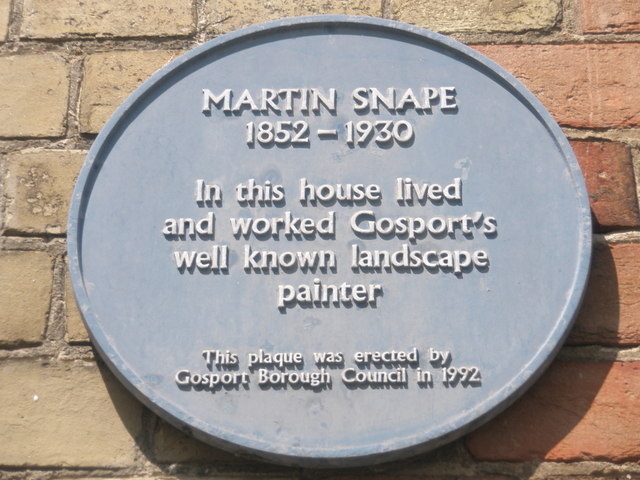 MARTIN SNAPE
1852 – 1930
In this house lived
and worked Gosport's
well known landscape
painter
This plaque was erected by
Gosport Borough Council in 1992